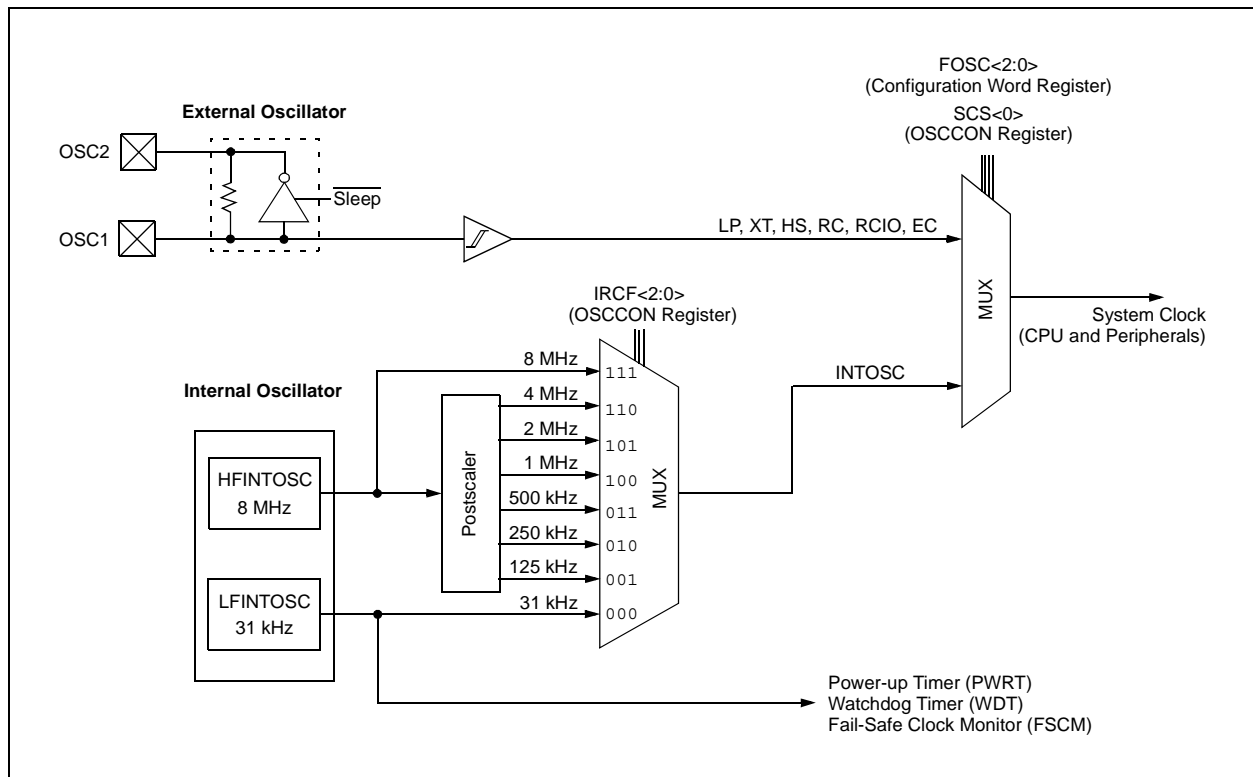 FOSC<2:0>
(Configuration Word Register)
SCS<0>
(OSCCON Register)
External Oscillator
OSC2
Sleep
OSC1
LP, XT, HS, RC, RCIO, EC
IRCF<2:0>
(OSCCON Register)
MUX
System Clock
(CPU and Peripherals)
Internal Oscillator
8 MHz
111
4 MHz
110
2 MHz
101
1 MHz
100
500 kHz
011
250 kHz
010
125 kHz
001
31 kHz
000
INTOSC
HFINTOSC
8 MHz
Postscaler
MUX
LFINTOSC
31 kHz
Power-up Timer (PWRT)
Watchdog Timer (WDT)
Fail-Safe Clock Monitor (FSCM)